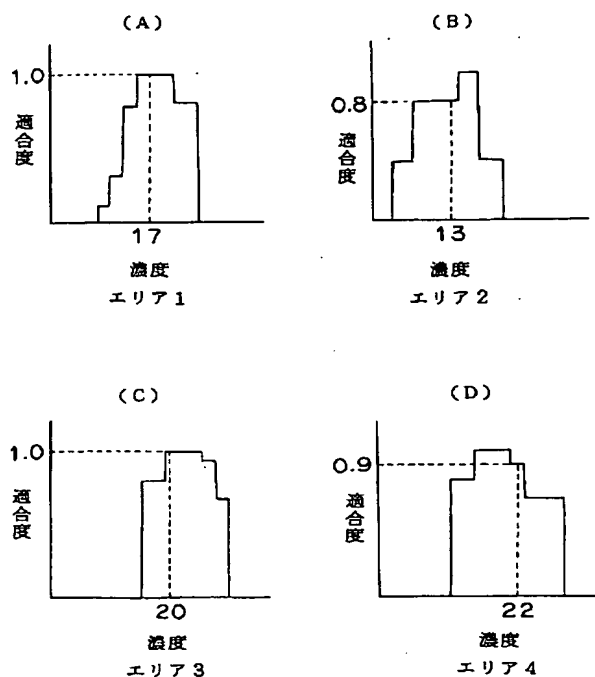 (A)
1.0
適合度
17
濃度
エリア1
(B)
0.8
適合度
13
濃度
エリア2
(C)
1.0
適合度
20
濃度
エリア3
(D)
0.9
適合度
22
濃度
エリア4